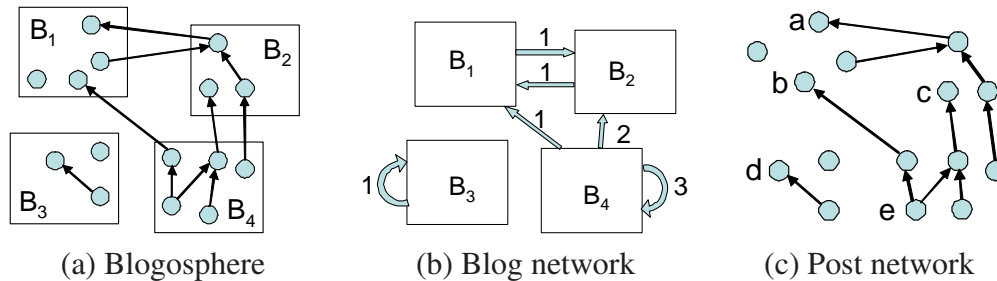 B1
B2
B3
B4
(a) Blogosphere
B1
B2
B3
B4
1
1
1
2
1
3
(b) Blog network
a
b
c
d
e
(c) Post network